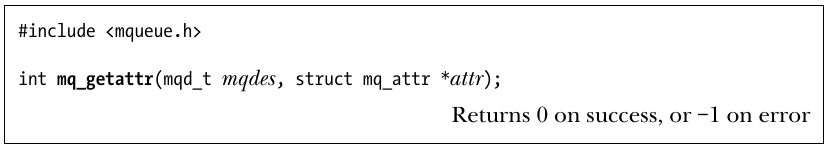 #include <mqueue.h>
int mq_getattr(mqd_t mqdes, struct mq_attr *attr);
Returns 0 on success, or −1 on error